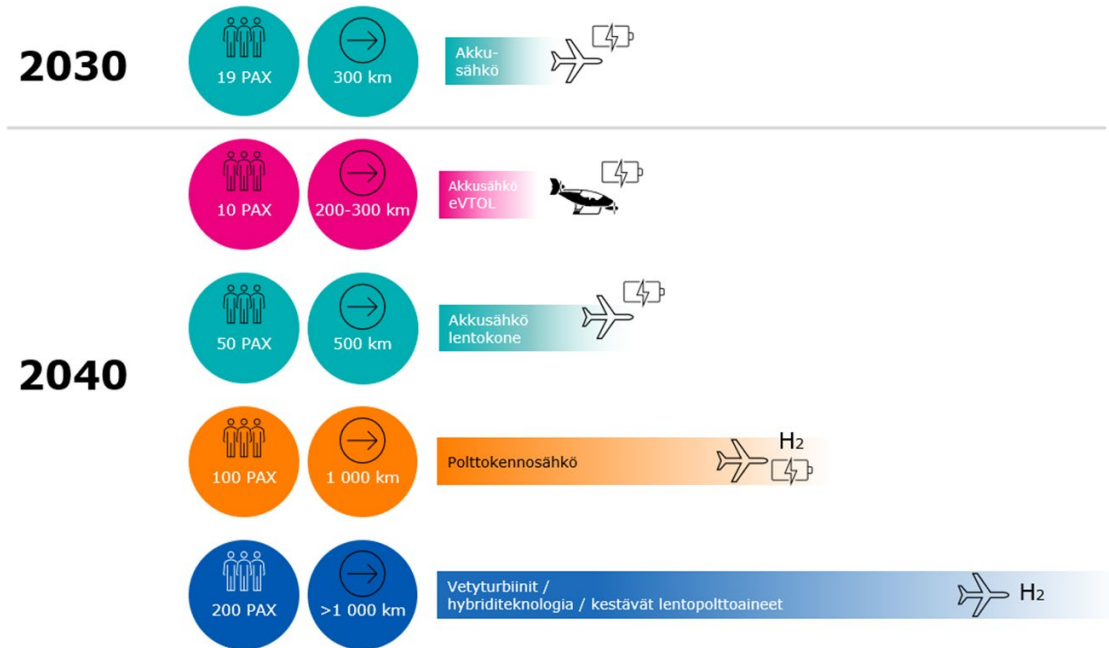 2030
19 PAX
300 km
Akku-
sähkö
2040
10 PAX
200-300 km
Akkusähkö
eVTOL
50 PAX
500 km
Akkusähkö
lentokone
100 PAX
1 000 km
Polttokennosähkö
H2
200 PAX
>1 000 km
Vetyturbiinit /
hybriditeknologia / kestävät lentopolttoaineet
H2